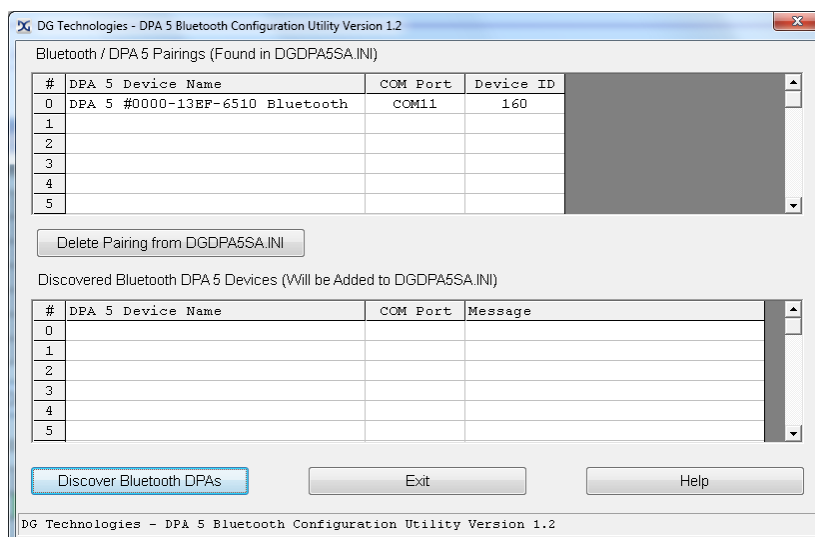 DG Technologies - DPA 5 Bluetooth Configuration Utility Version 1.2
Bluetooth / DPA 5 Pairings (Found in DGDPA5SA.INI)
# DPA 5 Device Name COM Port Device ID
0 DPA 5 #0000-13EF-6510 Bluetooth COM11 160
1
2
3
4
5
Delete Pairing from DGDPA5SA.INI
Discovered Bluetooth DPA 5 Devices (Will be Added to DGDPA5SA.INI)
# DPA 5 Device Name COM Port Message
0
1
2
3
4
5
Discover Bluetooth DPAs Exit Help
DG Technologies - DPA 5 Bluetooth Configuration Utility Version 1.2